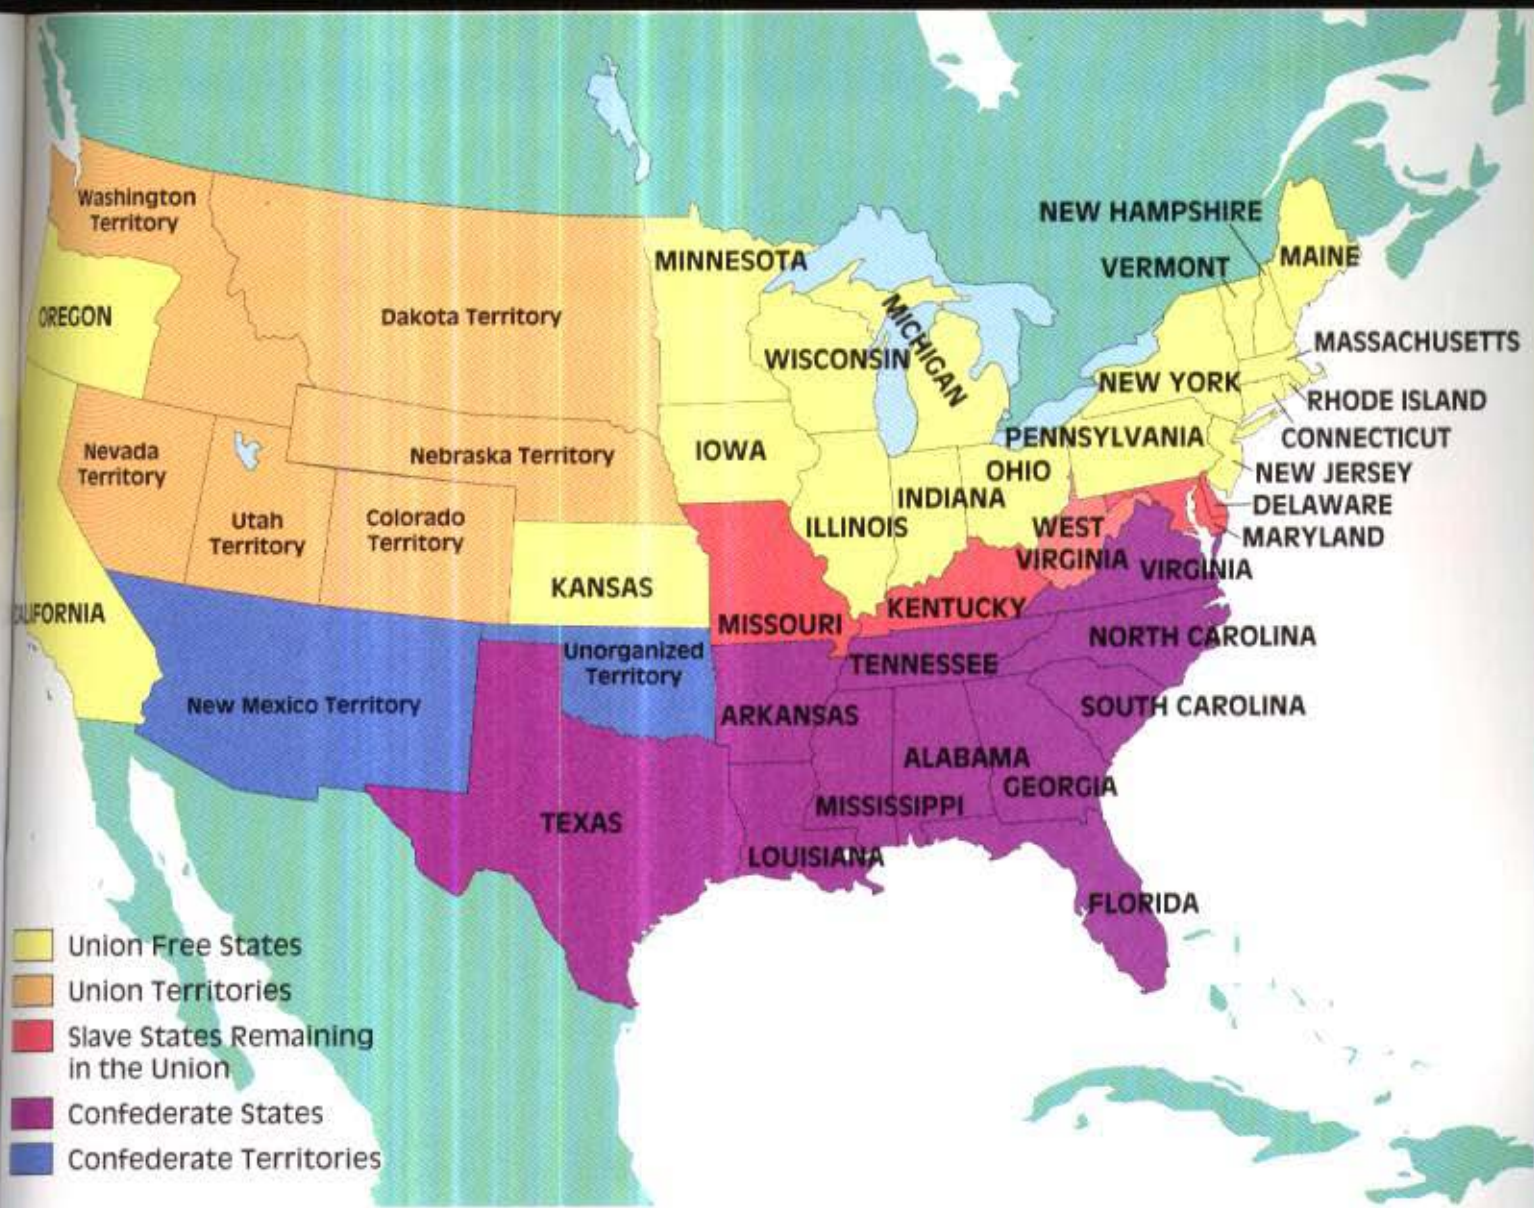 Washington
Territory
OREGON
Dakota Territory
MINNESOTA
WISCONSIN
MICHIGAN
NEW HAMPSHIRE
VERMONT
MAINE
MASSACHUSETTS
NEW YORK
RHODE ISLAND
CONNECTICUT
PENNSYLVANIA
NEW JERSEY
DELAWARE
MARYLAND
Nevada
Territory
Utah
Territory
Nebraska Territory
Colorado
Territory
IOWA
ILLINOIS
INDIANA
OHIO
WEST
VIRGINIA
VIRGINIA
CALIFORNIA
KANSAS
MISSOURI
KENTUCKY
New Mexico Territory
Unorganized
Territory
TENNESSEE
NORTH CAROLINA
ARKANSAS
SOUTH CAROLINA
ALABAMA
GEORGIA
MISSISSIPPI
TEXAS
LOUISIANA
FLORIDA
Union Free States
Union Territories
Slave States Remaining
in the Union
Confederate States
Confederate Territories